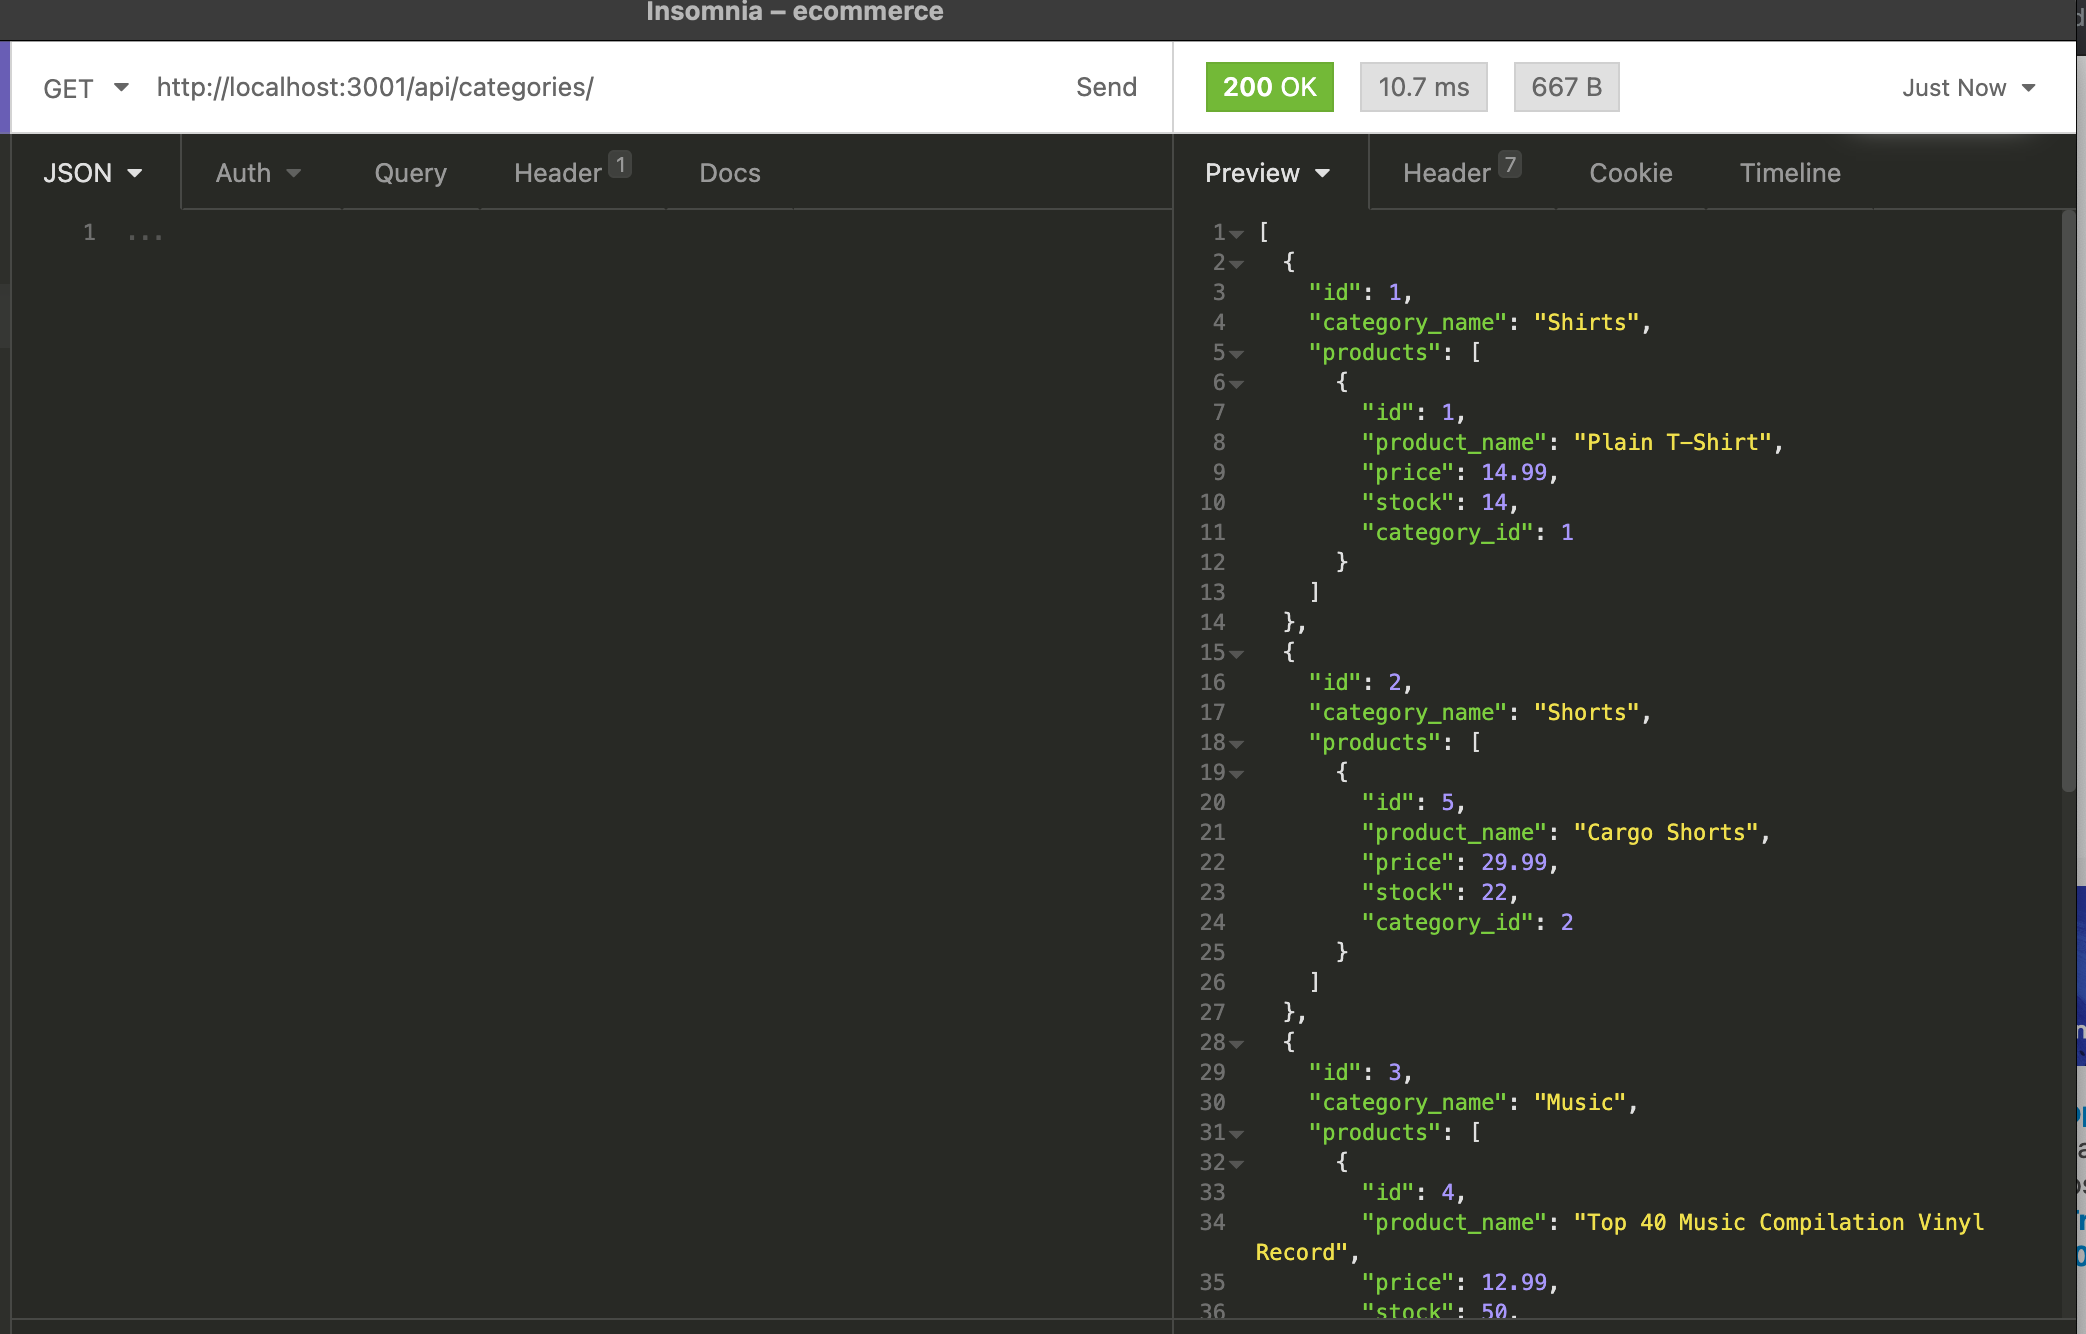 Insomnia – ecommerce
GET http://localhost:3001/api/categories/ Send
200 OK 10.7 ms 667 B Just Now
JSON Auth Query Header 1 Docs
Preview Header 7 Cookie Timeline
1 ...
1 [
2 {
3 "id": 1,
4 "category_name": "Shirts",
5 "products": [
6 {
7 "id": 1,
8 "product_name": "Plain T-Shirt",
9 "price": 14.99,
10 "stock": 14,
11 "category_id": 1
12 }
13 ]
14 },
15 {
16 "id": 2,
17 "category_name": "Shorts",
18 "products": [
19 {
20 "id": 5,
21 "product_name": "Cargo Shorts",
22 "price": 29.99,
23 "stock": 22,
24 "category_id": 2
25 }
26 ]
27 },
28 {
29 "id": 3,
30 "category_name": "Music",
31 "products": [
32 {
33 "id": 4,
34 "product_name": "Top 40 Music Compilation Vinyl
Record",
35 "price": 12.99,
36 "stock": 50,